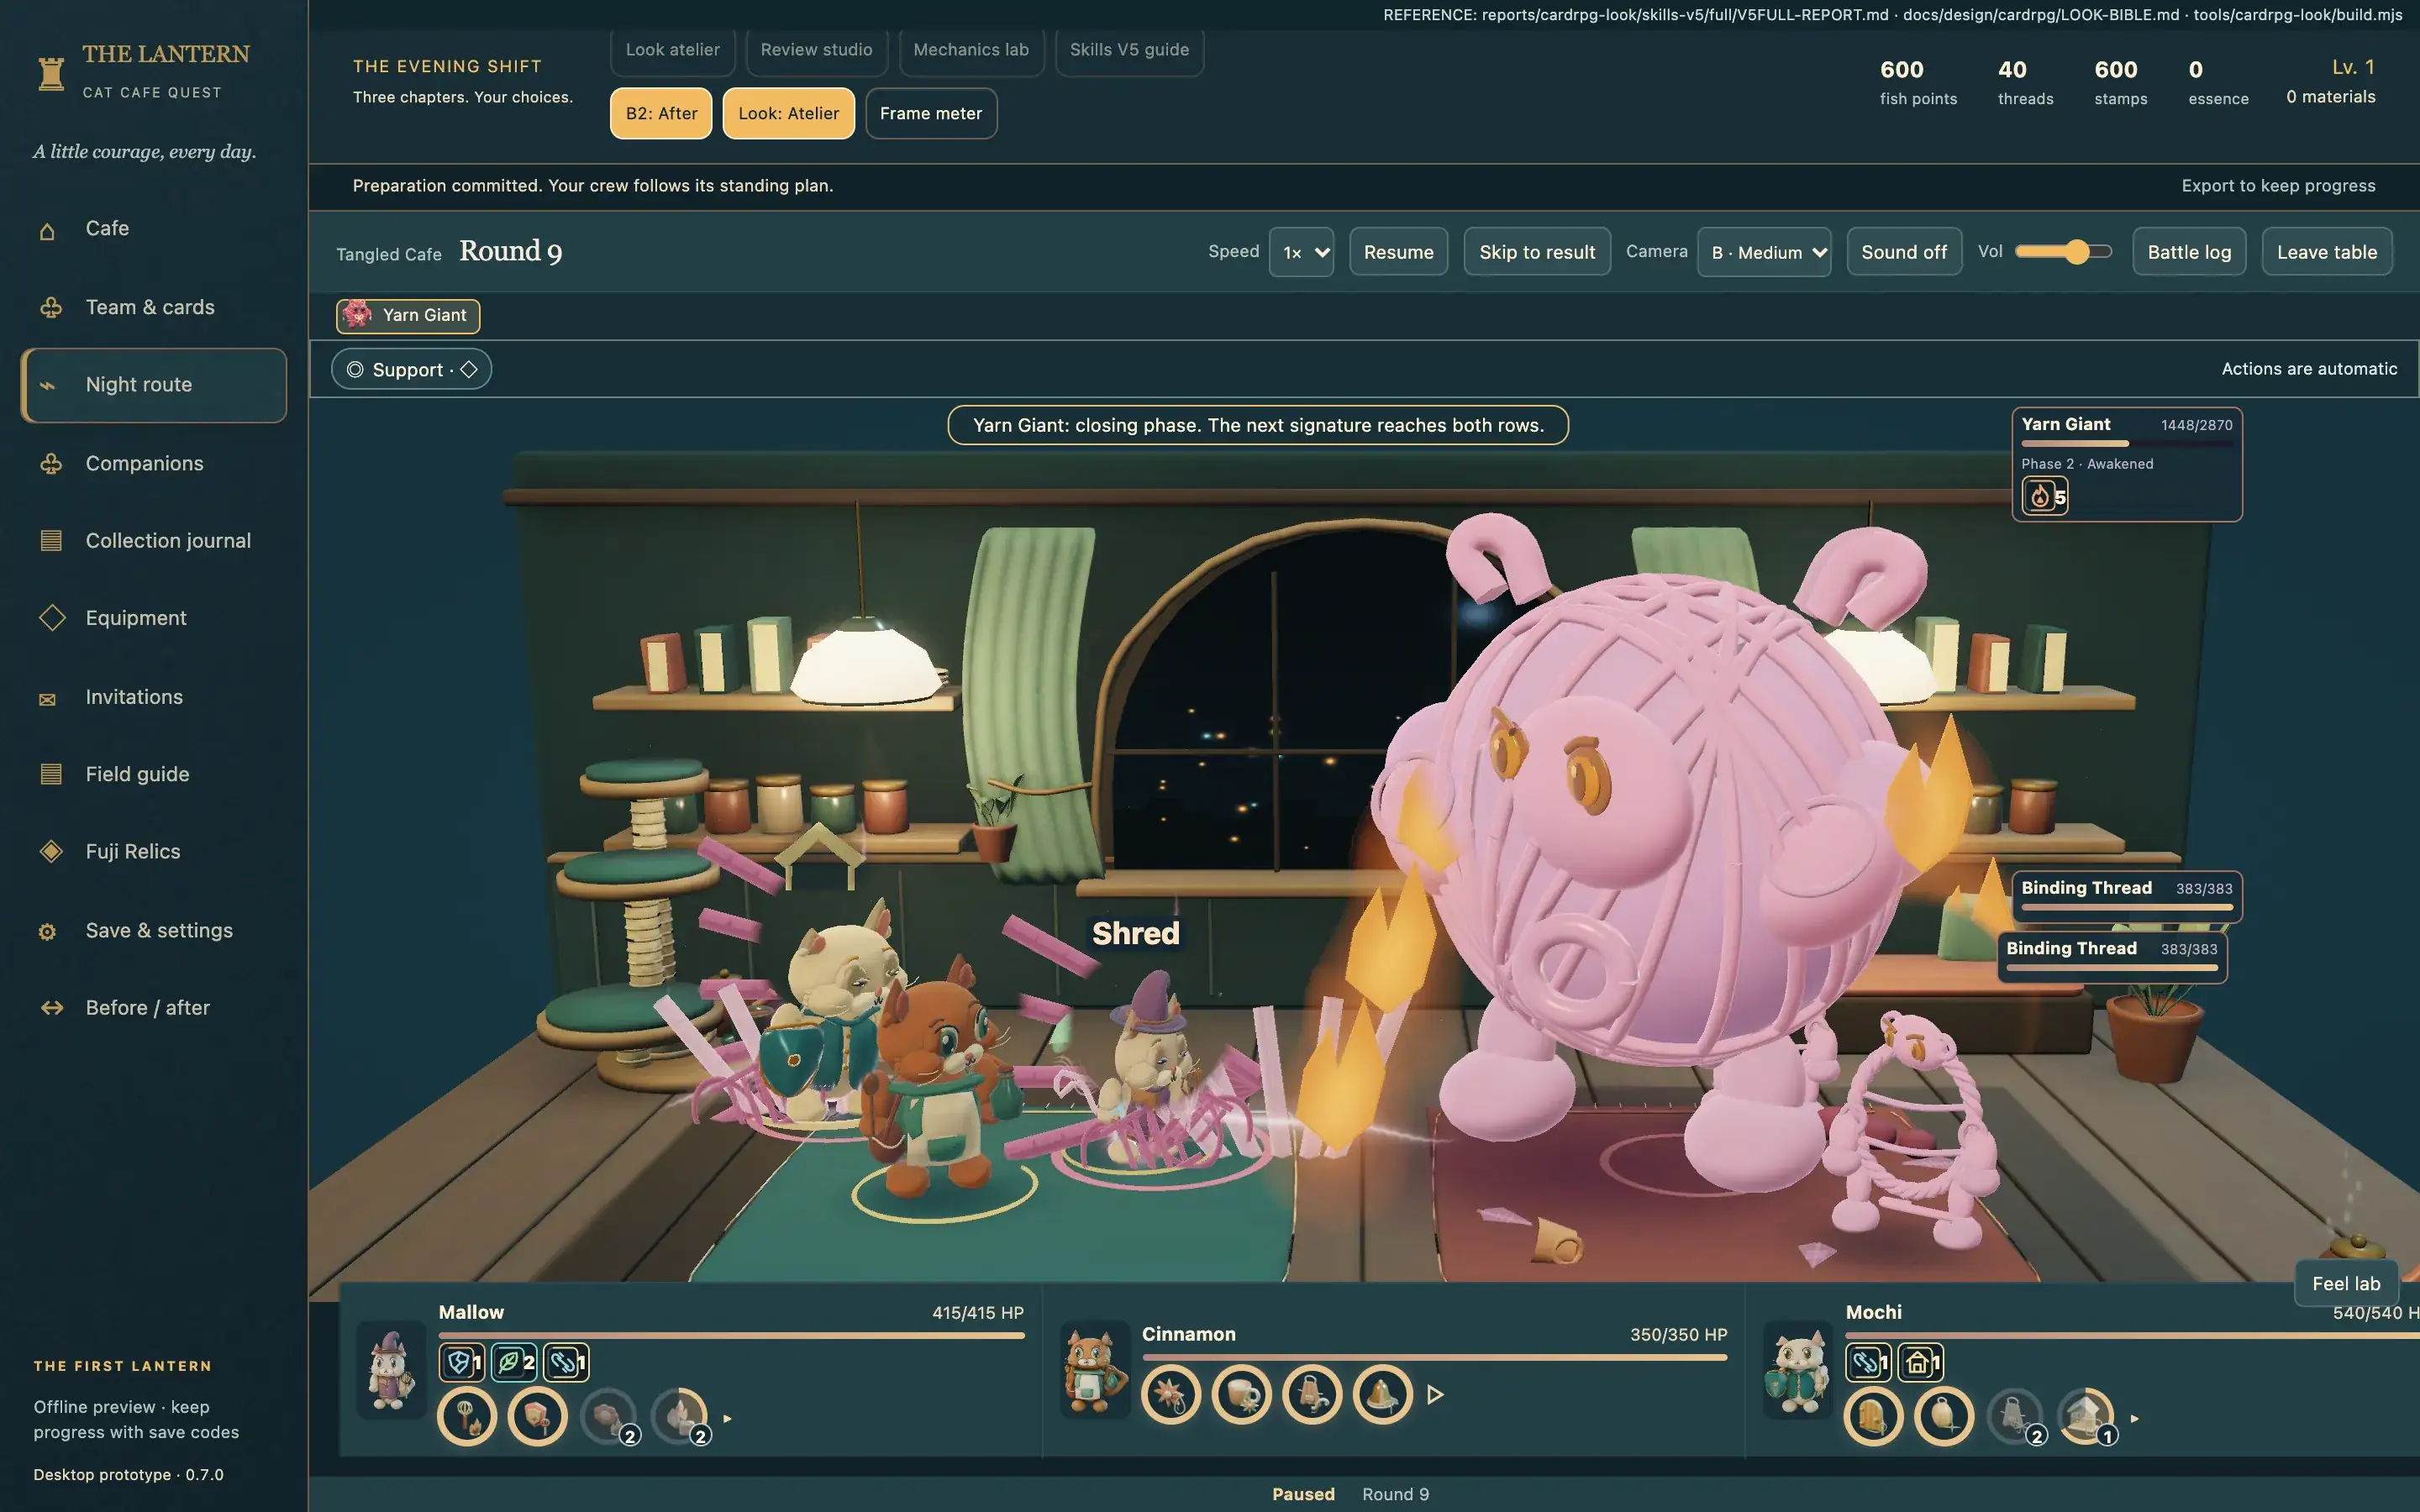 REFERENCE: reports/cardrpg-look/skills-v5/full/V5FULL-REPORT.md · docs/design/cardrpg/LOOK-BIBLE.md · tools/cardrpg-look/build.mjs
THE LANTERN
CAT CAFE QUEST
A little courage, every day.
Cafe
Team & cards
Night route
Companions
Collection journal
Equipment
Invitations
Field guide
Fuji Relics
Save & settings
Before / after
THE FIRST LANTERN
Offline preview · keep
progress with save codes
Desktop prototype · 0.7.0
THE EVENING SHIFT
Three chapters. Your choices.
Look atelier
Review studio
Mechanics lab
Skills V5 guide
B2: After
Look: Atelier
Frame meter
600
fish points
40
threads
600
stamps
0
essence
Lv. 1
0 materials
Preparation committed. Your crew follows its standing plan.
Export to keep progress
Tangled Cafe
Round 9
Speed
1×
Resume
Skip to result
Camera
B · Medium
Sound off
Vol
Battle log
Leave table
Yarn Giant
Support ·
Actions are automatic
Yarn Giant: closing phase. The next signature reaches both rows.
Yarn Giant 1448/2870
Phase 2 · Awakened
5
Binding Thread 383/383
Binding Thread 383/383
Shred
Feel lab
Mallow 415/415 HP
1 2 1
2 2
Cinnamon 350/350 HP
Mochi 540/540 H
1 1
2 1
Paused Round 9